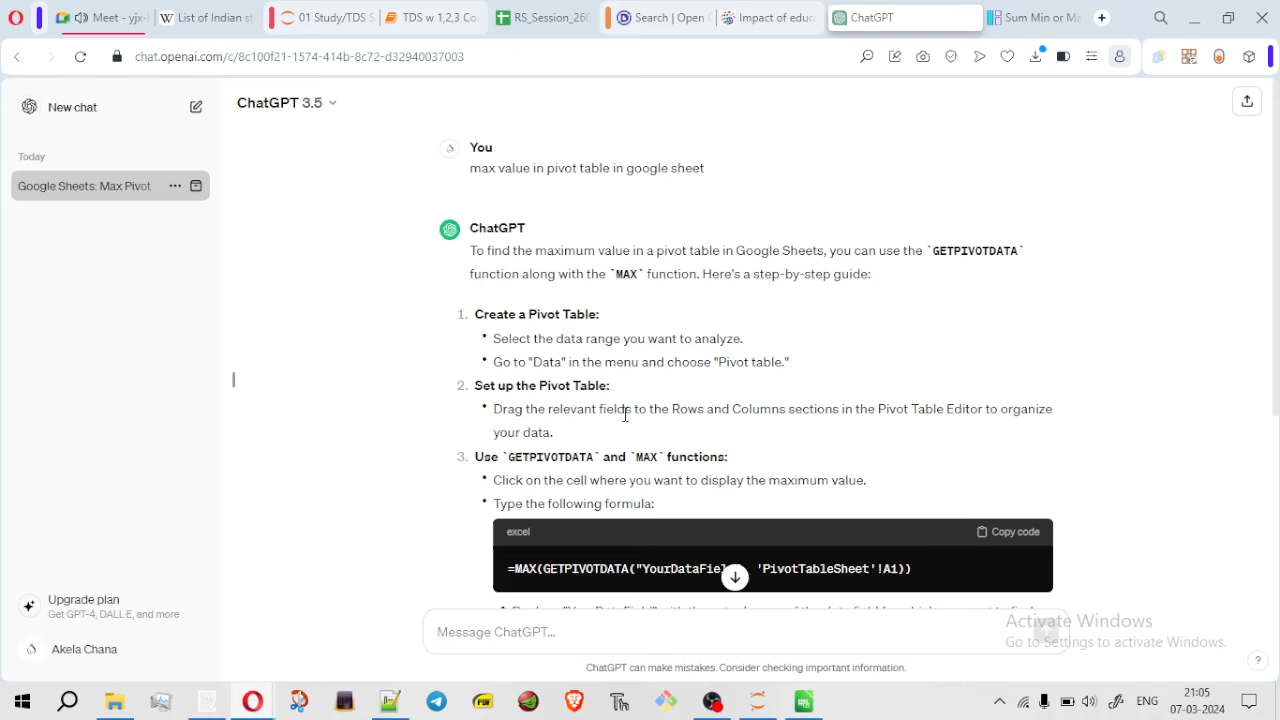 Meet - yjx-
List of Indian st
01 Study/TDS S
TDS w 1,2,3 Co
RS_Session_260
Search | Open G
Impact of educ
ChatGPT
Sum Min or Ma
chat.openai.com/c/8c100f21-1574-414b-8c72-d32940037003
New chat
ChatGPT 3.5
Today
Google Sheets: Max Pivot
You
max value in pivot table in google sheet
ChatGPT
To find the maximum value in a pivot table in Google Sheets, you can use the `GETPIVOTDATA`
function along with the `MAX` function. Here's a step-by-step guide:
1. Create a Pivot Table:
• Select the data range you want to analyze.
• Go to "Data" in the menu and choose "Pivot table."
2. Set up the Pivot Table:
• Drag the relevant fields to the Rows and Columns sections in the Pivot Table Editor to organize
your data.
3. Use `GETPIVOTDATA` and `MAX` functions:
• Click on the cell where you want to display the maximum value.
• Type the following formula:
excel
Copy code
=MAX(GETPIVOTDATA("YourDataFiel 'PivotTableSheet'!A1))
Upgrade plan
Get GPT-4, DALL·E, and more
Akela Chana
Message ChatGPT...
ChatGPT can make mistakes. Consider checking important information.
?
Activate Windows
Go to Settings to activate Windows.
ENG
21:05
07-03-2024